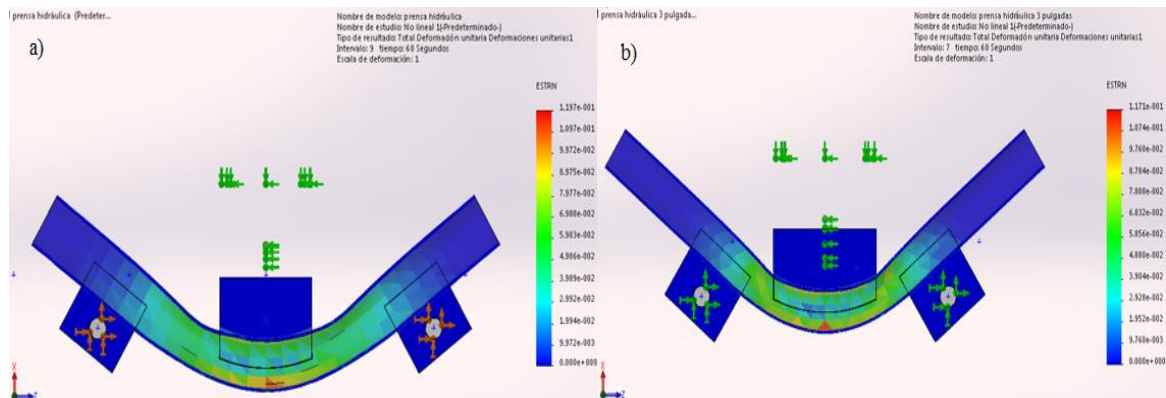 l prensa hidráulica (Predeter...
Nombre de modelo: prensa hidráulica
Nombre de estudio: No lineal 1(-Predeterminado-)
Tipo de resultado: Total Deformadón unitaria Deformaciones unitarias1
Intervalo: 9 tiempo: 60 Segundos
Escala de deformación: 1
a)
ESTRN
1.197e-001
1.097e-001
9.972e-002
8.975e-002
7.977e-002
6.980e-002
5.983e-002
4.986e-002
3.989e-002
2.992e-002
1.994e-002
9.972e-003
0.000e+000
X
Z
l prensa hidráulica 3 pulgada...
Nombre de modelo: prensa hidráulica 3 pulgadas
Nombre de estudio: No lineal 1(-Predeterminado-)
Tipo de resultado: Total Deformadón unitaria Deformaciones unitarias1
Intervalo: 7 tiempo: 60 Segundos
Escala de deformación: 1
b)
ESTRN
1.171e-001
1.074e-001
9.760e-002
8.784e-002
7.808e-002
6.832e-002
5.856e-002
4.880e-002
3.904e-002
2.928e-002
1.952e-002
9.760e-003
0.000e+000
X
Z